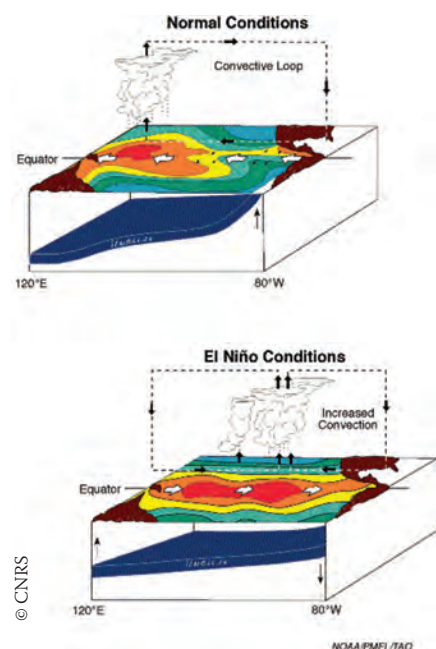 Normal Conditions
Convective Loop
Equator
120°E
80°W
El Niño Conditions
Increased
Convection
Equator
120°E
80°W
© CNRS
NOAA/PMEL/TAO